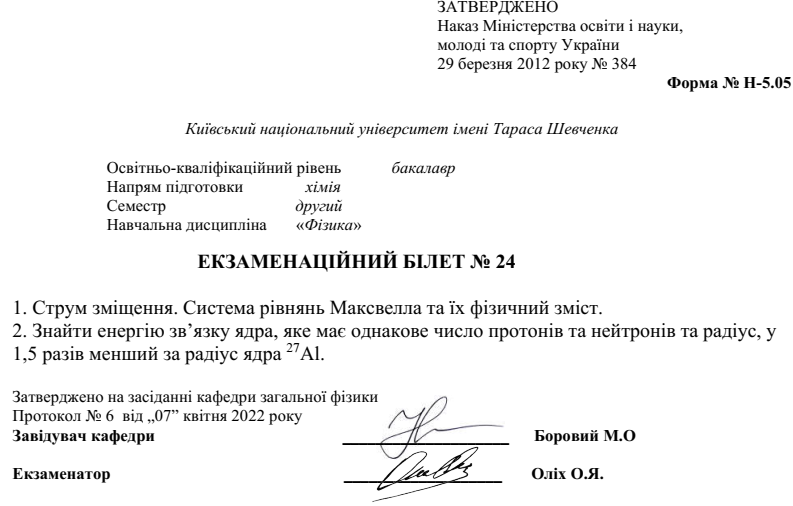 ЗАТВЕРДЖЕНО
Наказ Міністерства освіти і науки,
молоді та спорту України
29 березня 2012 року № 384
Форма № Н-5.05
Київський національний університет імені Тараса Шевченка
Освітньо-кваліфікаційний рівень бакалавр
Напрям підготовки хімія
Семестр другий
Навчальна дисципліна «Фізика»
ЕКЗАМЕНАЦІЙНИЙ БІЛЕТ № 24
1. Струм зміщення. Система рівнянь Максвелла та їх фізичний зміст.
2. Знайти енергію зв’язку ядра, яке має однакове число протонів та нейтронів та радіус, у
1,5 разів менший за радіус ядра ²⁷Al.
Затверджено на засіданні кафедри загальної фізики
Протокол № 6 від „07” квітня 2022 року
Завідувач кафедри Боровий М.О
Екзаменатор Оліх О.Я.